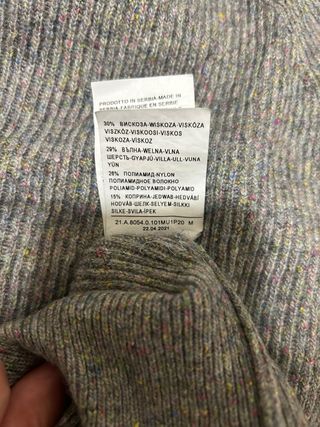 PRODOTTO IN SERBIA-MADE IN
SERBIA-FABRIQUE EN SERBIE
30% ВИСКОЗА-WISKOZA-VISKÓZA
VISZKÓZ-VISKOOSI-VISKOS
VISKOZA-VISKOZ
29% ВЪЛНА-WELNA-VLNA
ШЕРСТЬ-GYAPJÚ-VILLA-ULL-VUNA
YÜN
26% ПОЛИАМИД-NYLON
ПОЛИАМИДНОЕ ВОЛОКНО
POLIAMID-POLYAMIDI-POLYAMID
15% КОПРИНА-JEDWAB-HEDVÁBÍ
HODVÁB-ШЕЛК-SELYEM-SILKKI
SILKE-SVILA-İPEK
21.A.8054.0.101MU1P20 M
22.04.2021